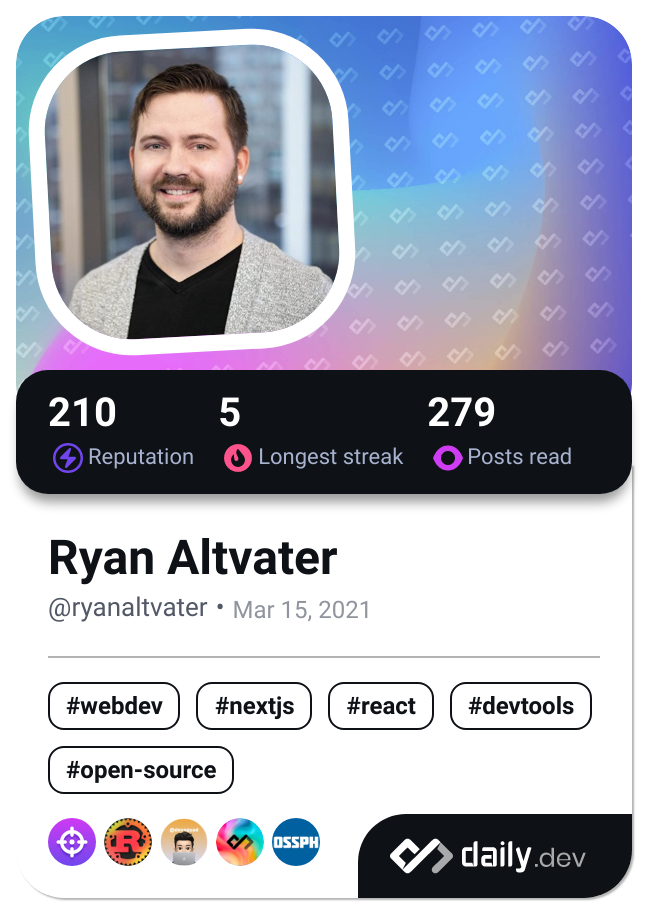 210 5 279
Reputation Longest streak Posts read
Ryan Altvater
@ryanaltvater • Mar 15, 2021
#webdev #nextjs #react #devtools
#open-source
R OSSPH
daily.dev